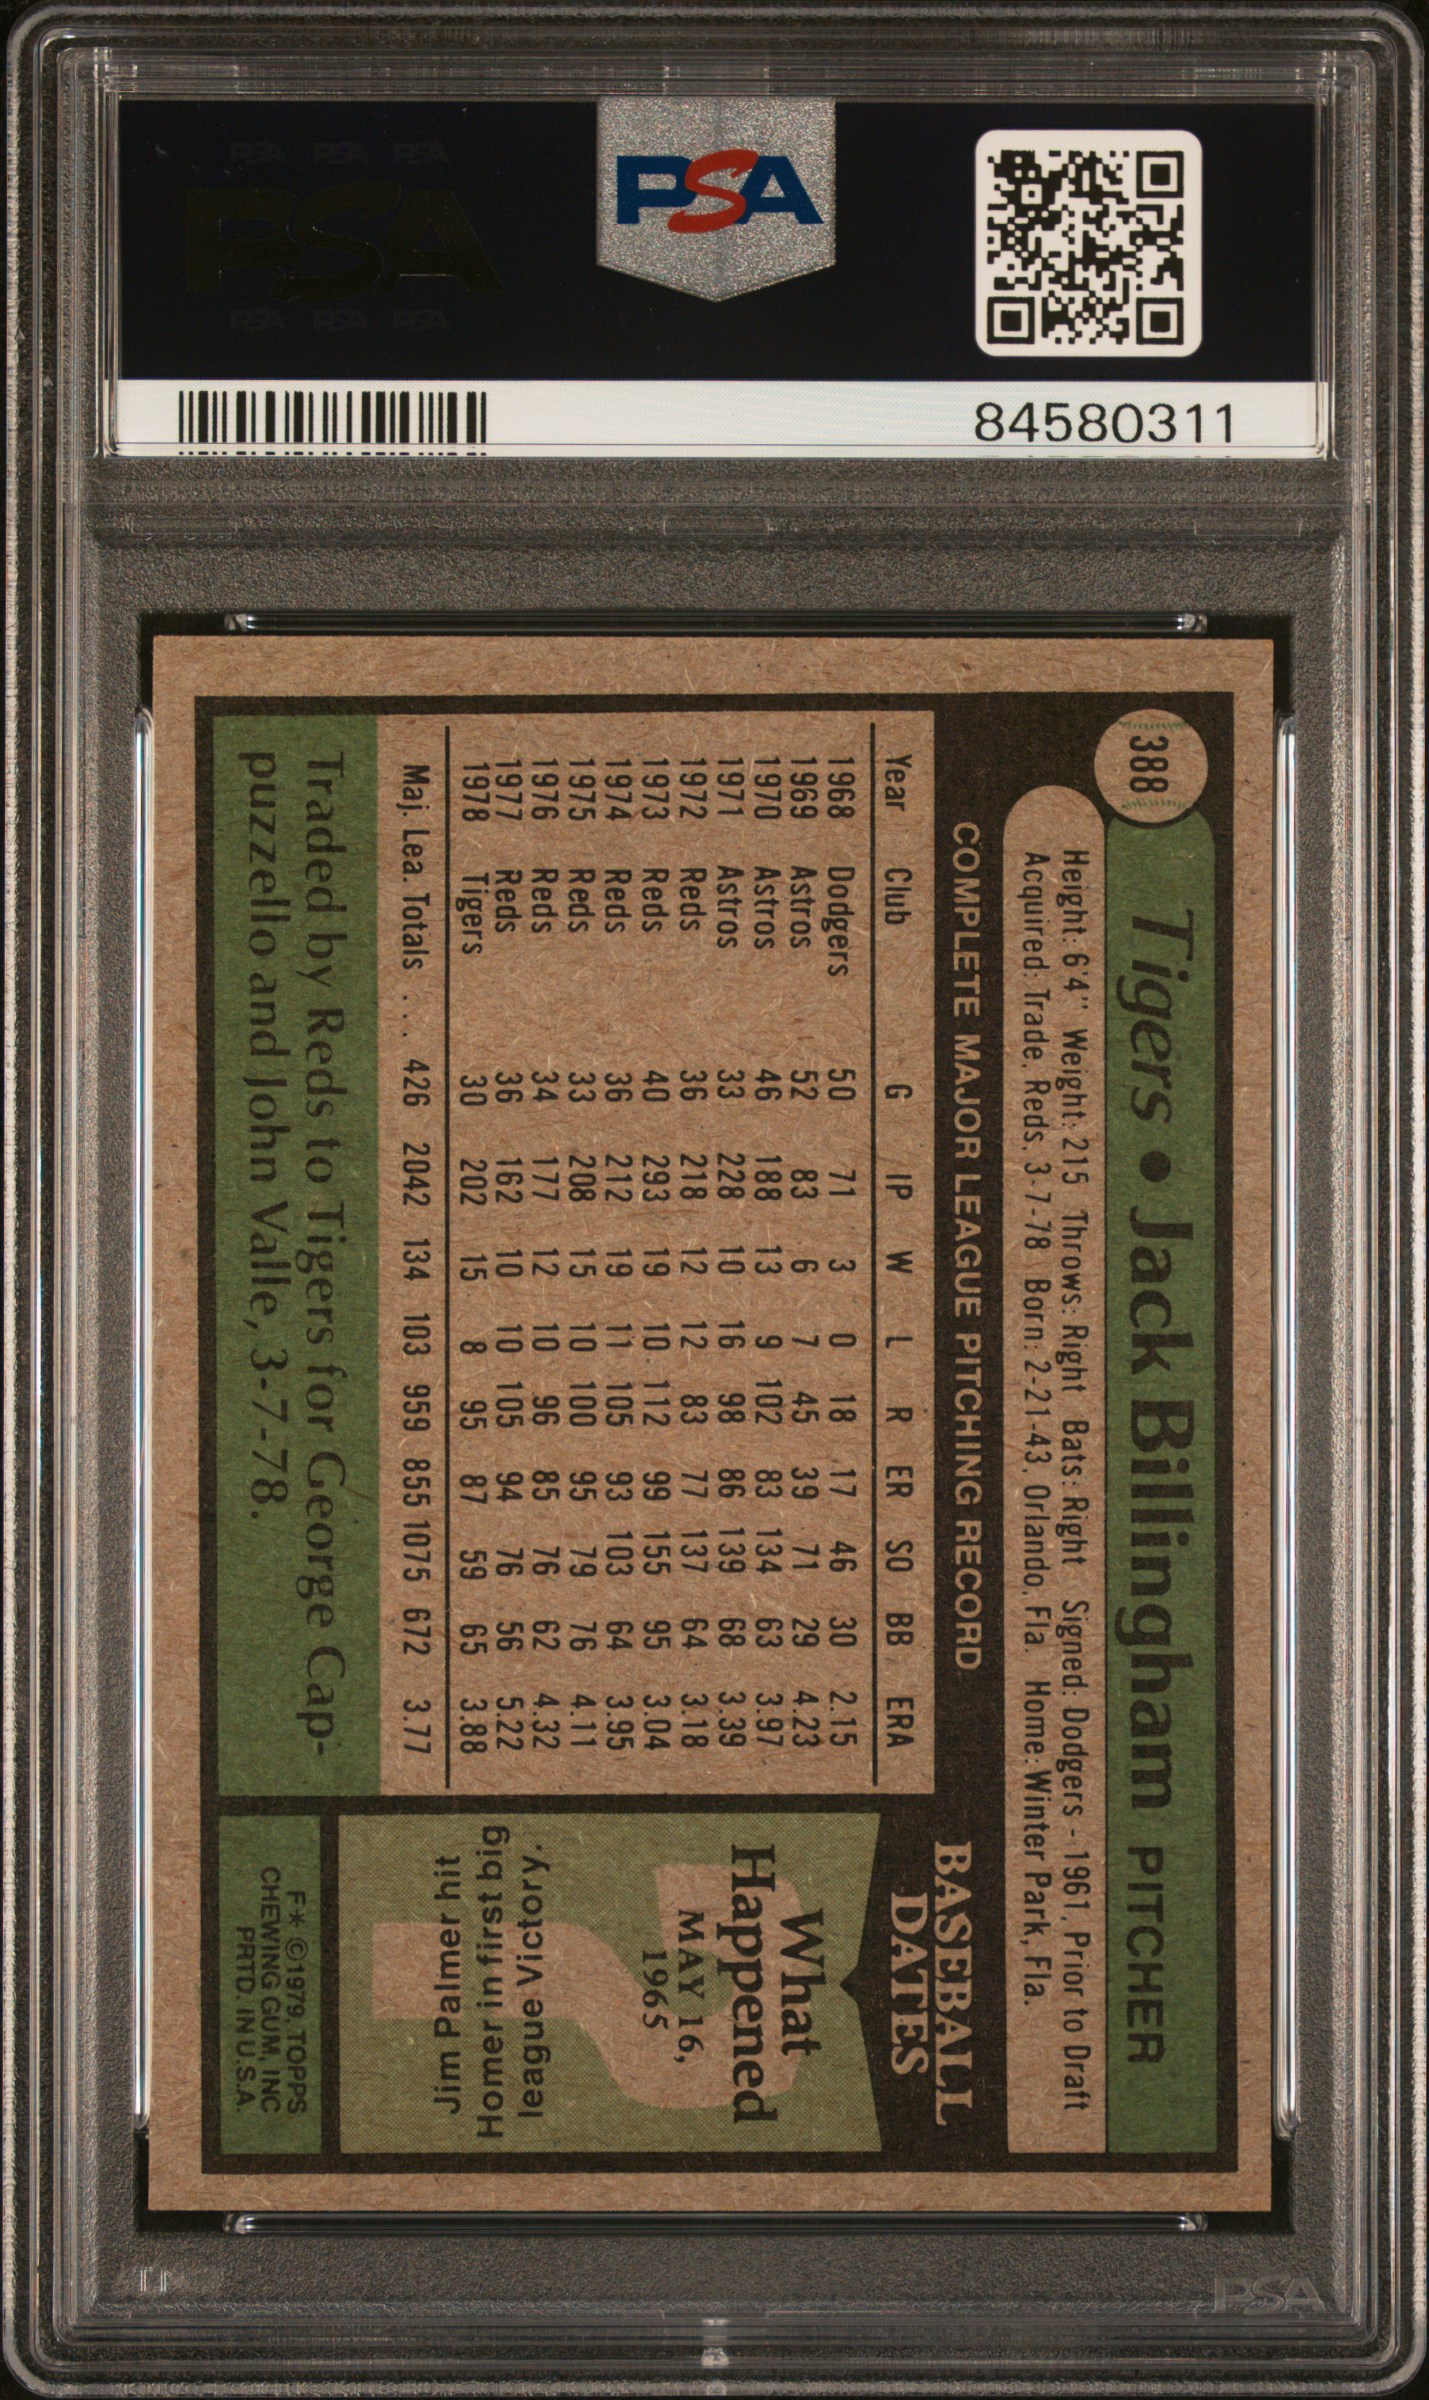 PSA PSA PSA
PSA
PSA PSA PSA
PSA
84580311
388
Tigers • Jack Billingham PITCHER
Height: 6'4" Weight: 215 Throws: Right Bats: Right Signed: Dodgers - 1961, Prior to Draft
Acquired: Trade, Reds, 3-7-78 Born: 2-21-43, Orlando, Fla. Home: Winter Park, Fla.
COMPLETE MAJOR LEAGUE PITCHING RECORD
Year Club G IP W L R ER SO BB ERA
1968 Dodgers 50 71 3 0 18 17 46 30 2.15
1969 Astros 52 83 6 7 45 39 71 29 4.23
1970 Astros 46 188 13 9 102 83 134 63 3.97
1971 Astros 33 228 10 16 98 86 139 68 3.39
1972 Reds 36 218 12 12 83 77 137 64 3.18
1973 Reds 40 293 19 10 112 99 155 95 3.04
1974 Reds 36 212 19 11 105 93 103 64 3.95
1975 Reds 33 208 15 10 100 95 79 76 4.11
1976 Reds 34 177 12 10 96 85 76 62 4.32
1977 Reds 36 162 10 10 105 94 76 56 5.22
1978 Tigers 30 202 15 8 95 87 59 65 3.88
Maj. Lea. Totals . . . 426 2042 134 103 959 855 1075 672 3.77
Traded by Reds to Tigers for George Cap-
puzzello and John Valle, 3-7-78.
BASEBALL
DATES
What
Happened
MAY 16,
1965
?
Jim Palmer hit
Homer in first big
league Victory.
F* ©1979, TOPPS
CHEWING GUM, INC
PRTD. IN U.S.A.
PSA